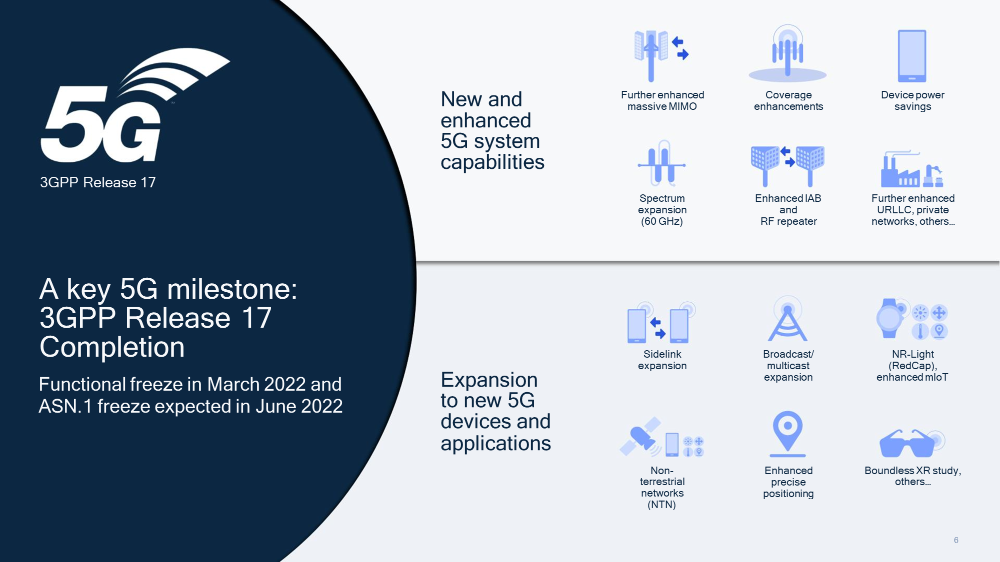 5G
™
3GPP Release 17
A key 5G milestone:
3GPP Release 17
Completion
Functional freeze in March 2022 and
ASN.1 freeze expected in June 2022
New and
enhanced
5G system
capabilities
Further enhanced
massive MIMO
Coverage
enhancements
Device power
savings
Spectrum
expansion
(60 GHz)
Enhanced IAB
and
RF repeater
Further enhanced
URLLC, private
networks, others...
Expansion
to new 5G
devices and
applications
Sidelink
expansion
Broadcast/
multicast
expansion
NR-Light
(RedCap),
enhanced mIoT
Non-
terrestrial
networks
(NTN)
Enhanced
precise
positioning
Boundless XR study,
others...
6